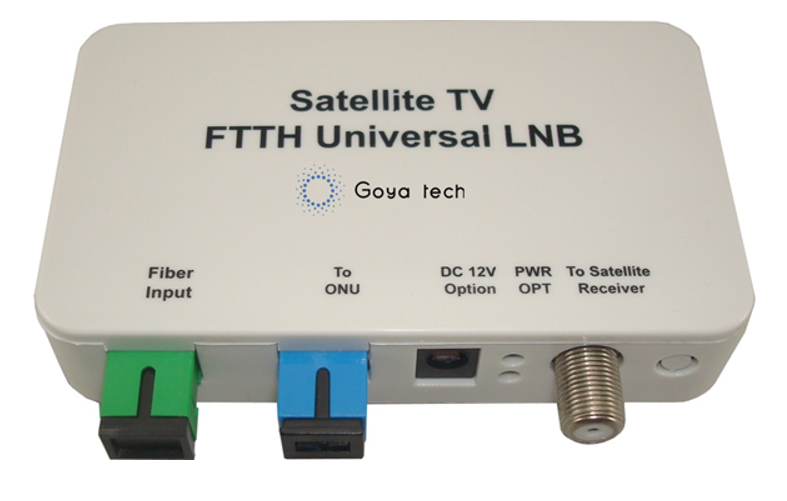 Satellite TV
FTTH Universal LNB
Goya tech
Fiber Input
To ONU
DC 12V Option
PWR OPT
To Satellite Receiver